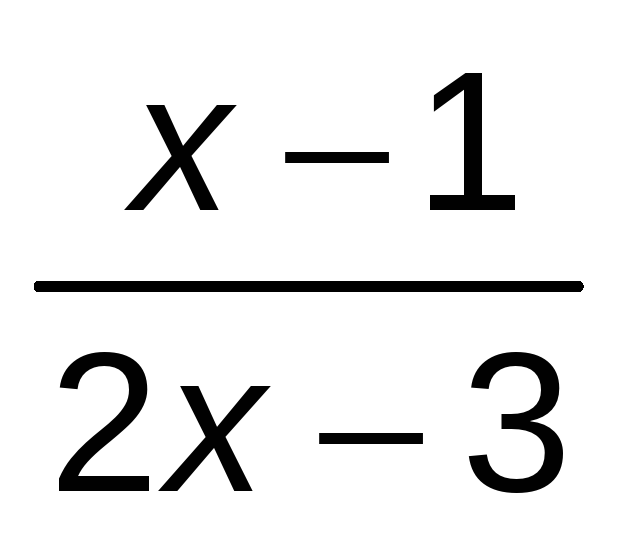 x – 1
2x – 3